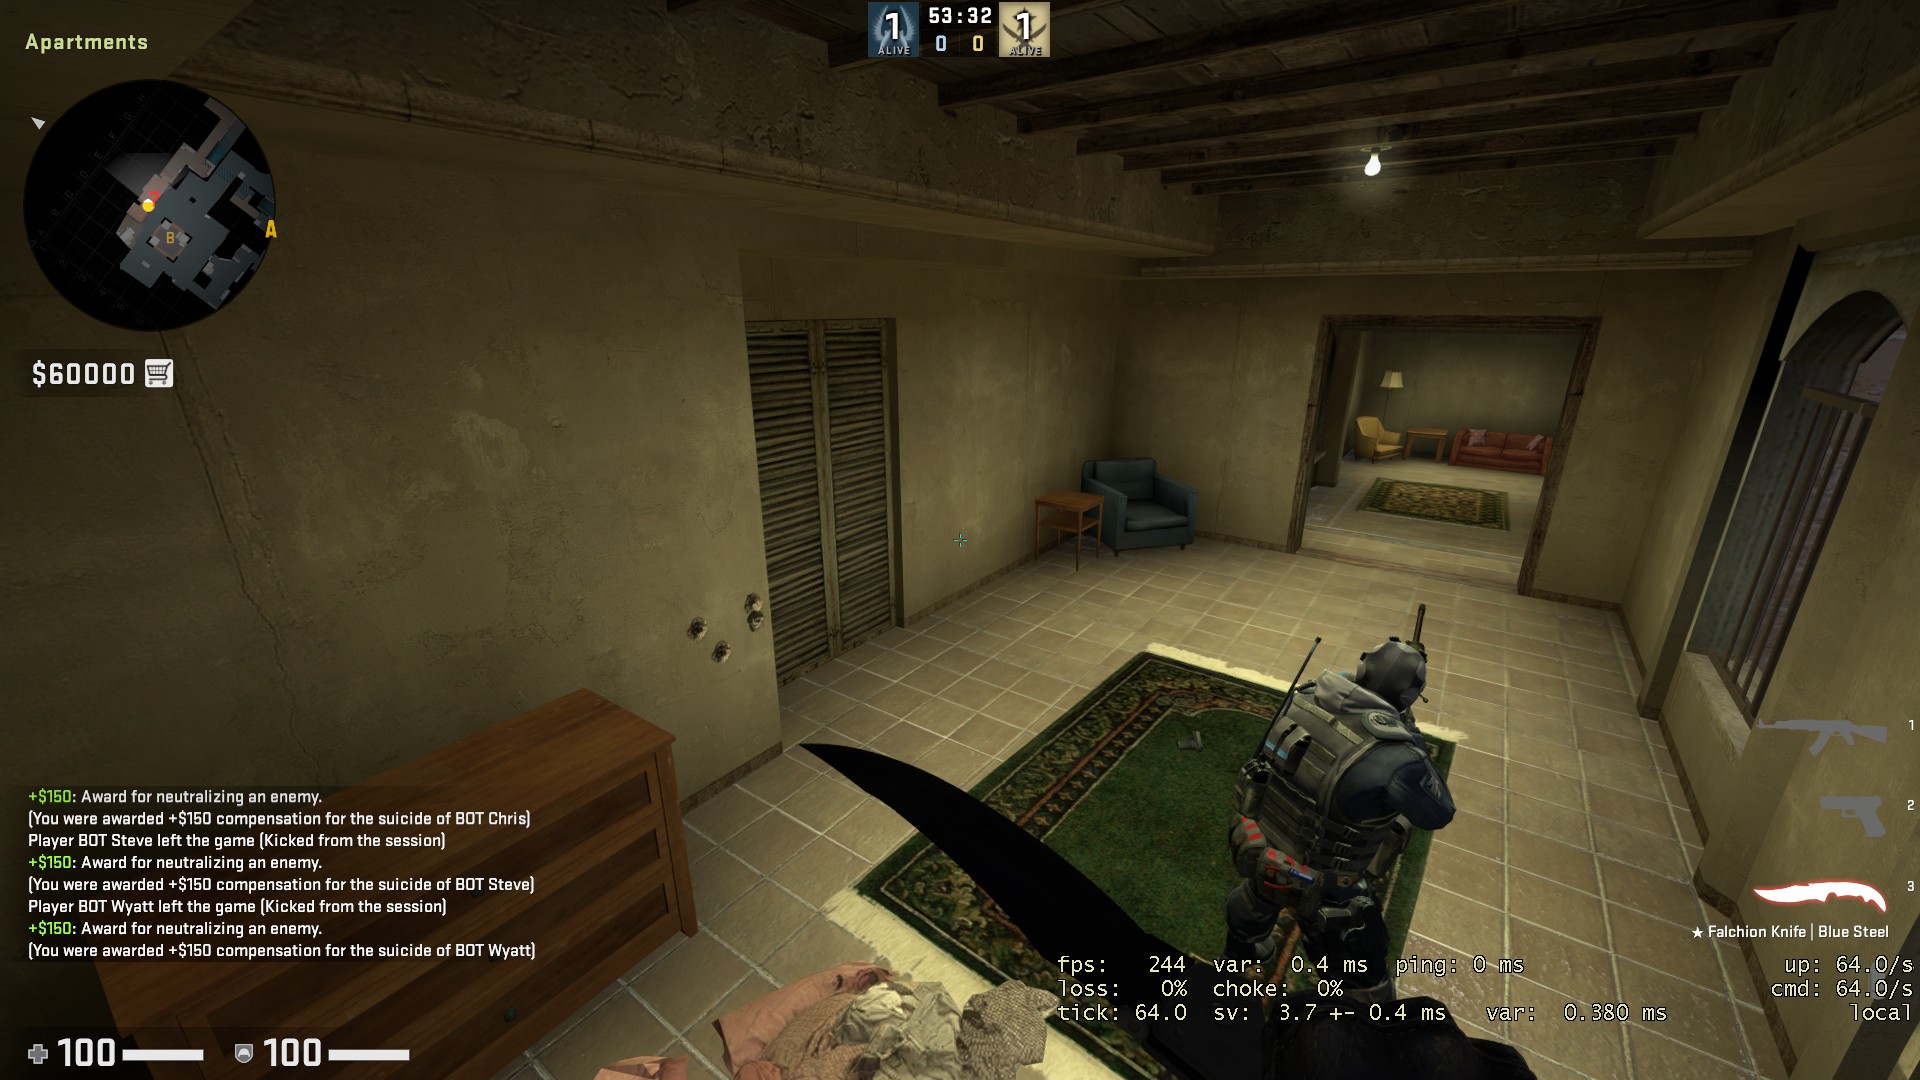 Apartments
1 53:32 1
ALIVE 0 0 ALIVE
A
B
$60000
1
2
3
★ Falchion Knife | Blue Steel
+$150: Award for neutralizing an enemy.
(You were awarded +$150 compensation for the suicide of BOT Chris)
Player BOT Steve left the game (Kicked from the session)
+$150: Award for neutralizing an enemy.
(You were awarded +$150 compensation for the suicide of BOT Steve)
Player BOT Wyatt left the game (Kicked from the session)
+$150: Award for neutralizing an enemy.
(You were awarded +$150 compensation for the suicide of BOT Wyatt)
fps: 244 var: 0.4 ms ping: 0 ms up: 64.0/s
loss: 0% choke: 0% cmd: 64.0/s
tick: 64.0 sv: 3.7 +- 0.4 ms var: 0.380 ms local
100 100